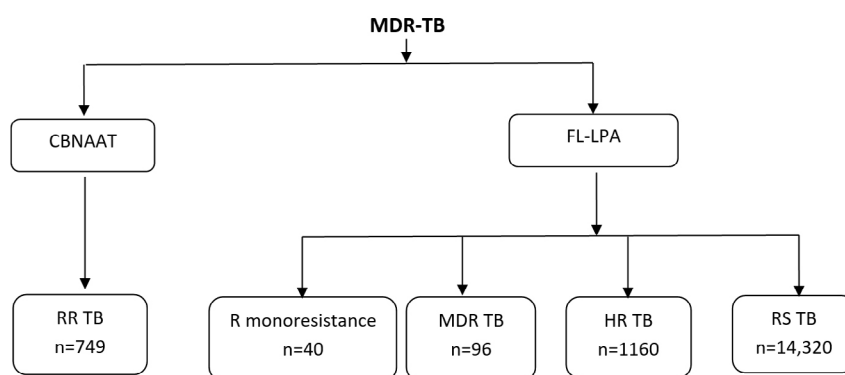 MDR-TB
CBNAAT
FL-LPA
RR TB
n=749
R monoresistance
n=40
MDR TB
n=96
HR TB
n=1160
RS TB
n=14,320